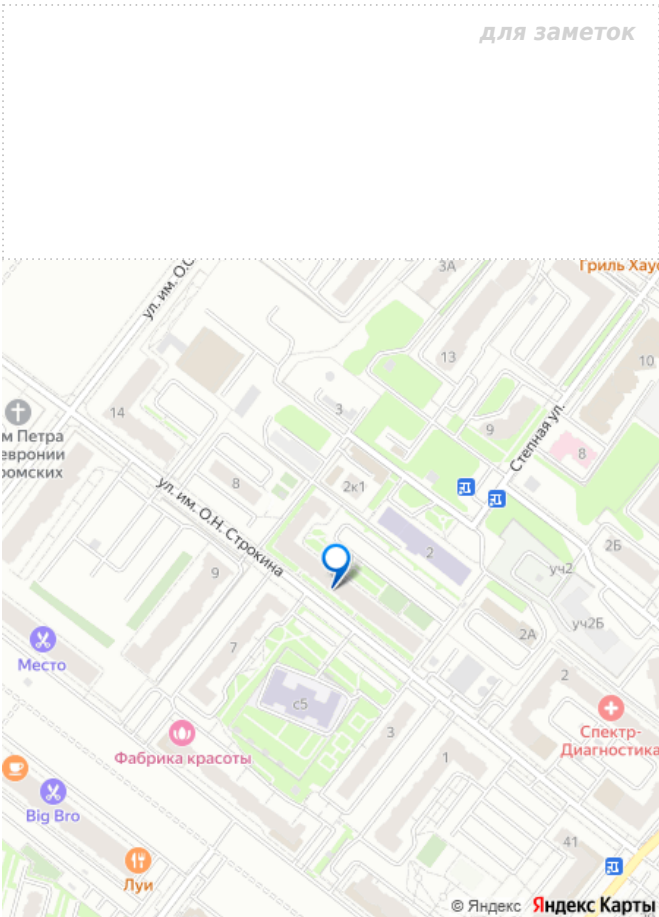 для заметок
3А
Гриль Хаус
ул. им. О.С
13
10
14
3
9
Степная ул.
8
м Петра
евронии
ромских
8
2к1
ул. им. О.Н. Строкина
2
2Б
9
уч2
уч2Б
7
2А
Место
2
с5
Спектр-
Диагностика
3
Фабрика красоты
1
Big Bro
41
Луи
© Яндекс Яндекс Карты